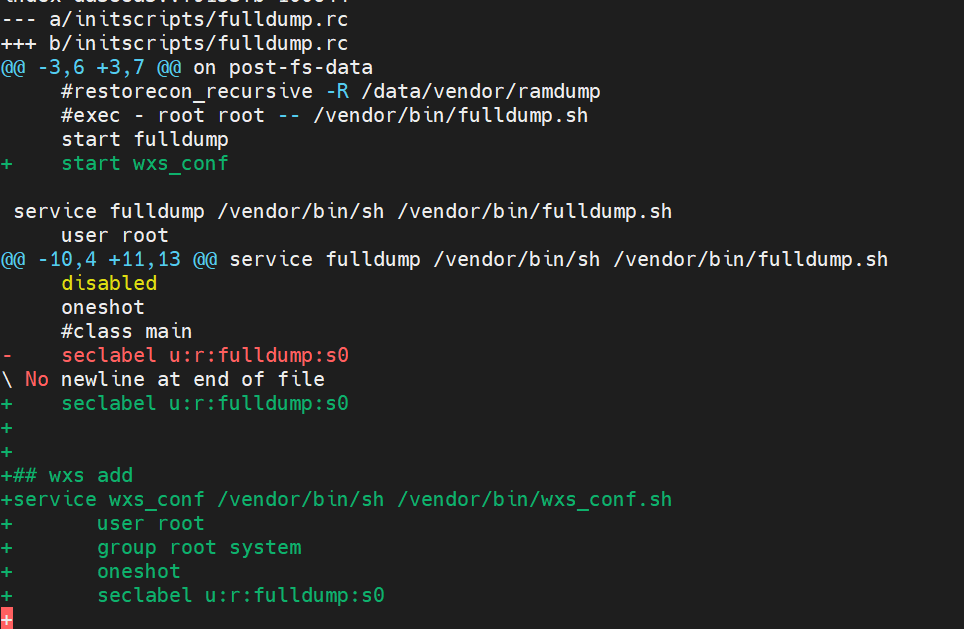 --- a/initscripts/fulldump.rc
+++ b/initscripts/fulldump.rc
@@ -3,6 +3,7 @@ on post-fs-data
     #restorecon_recursive -R /data/vendor/ramdump
     #exec - root root -- /vendor/bin/fulldump.sh
     start fulldump
+    start wxs_conf

 service fulldump /vendor/bin/sh /vendor/bin/fulldump.sh
     user root
@@ -10,4 +11,13 @@ service fulldump /vendor/bin/sh /vendor/bin/fulldump.sh
     disabled
     oneshot
     #class main
-    seclabel u:r:fulldump:s0
\ No newline at end of file
+    seclabel u:r:fulldump:s0
+
+
+## wxs add
+service wxs_conf /vendor/bin/sh /vendor/bin/wxs_conf.sh
+       user root
+       group root system
+       oneshot
+       seclabel u:r:fulldump:s0
+